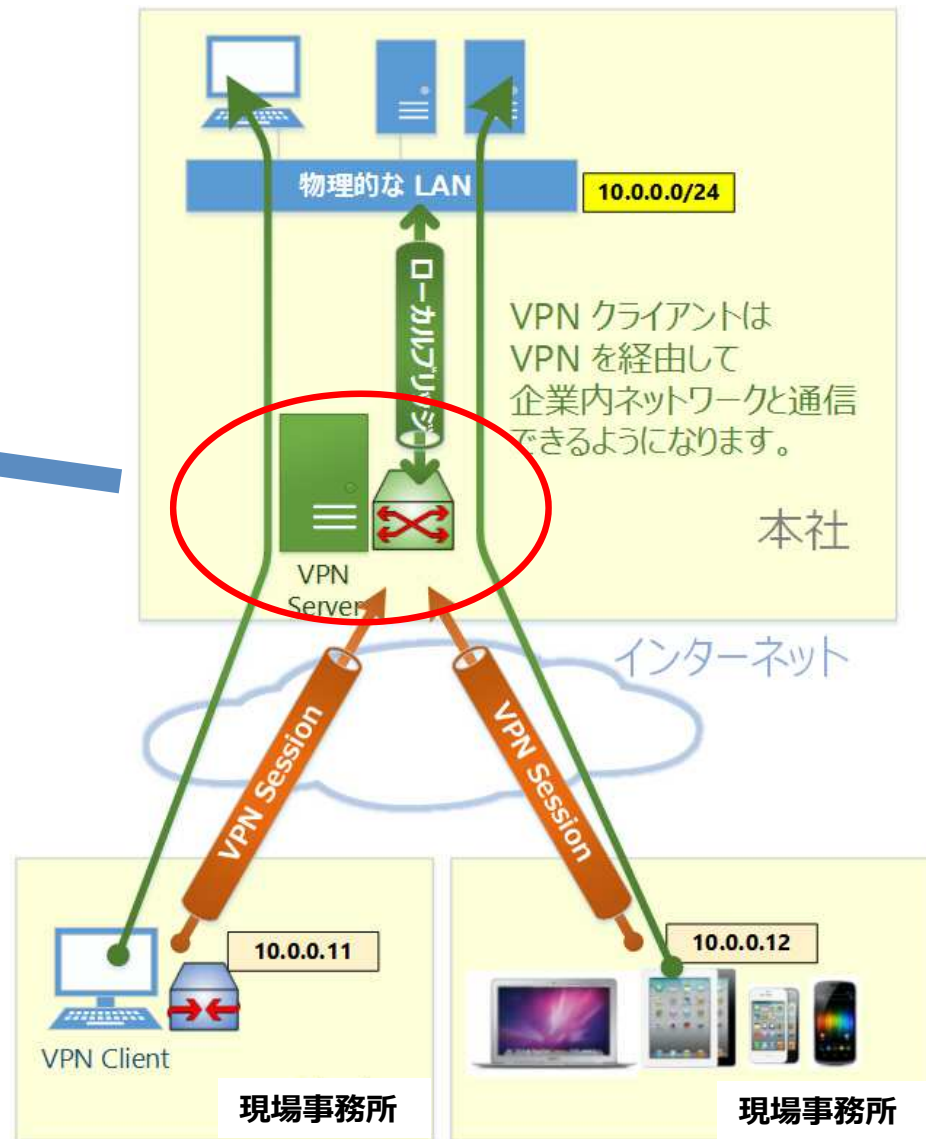 物理的な LAN
10.0.0.0/24
ローカルブリッジ
VPN クライアントは
VPN を経由して
企業内ネットワークと通信
できるようになります。
本社
VPN
Server
インターネット
VPN Session
VPN Session
10.0.0.11
10.0.0.12
VPN Client
現場事務所
現場事務所